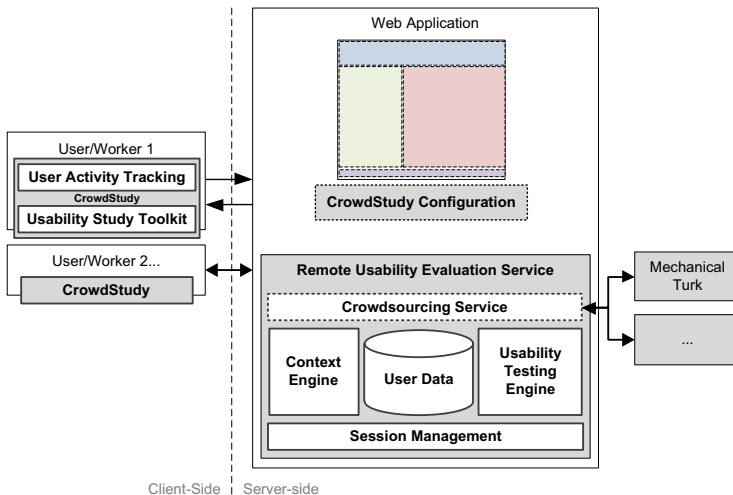 Web Application
User/Worker 1
User Activity Tracking
CrowdStudy
Usability Study Toolkit
CrowdStudy Configuration
User/Worker 2...
CrowdStudy
Remote Usability Evaluation Service
Crowdsourcing Service
Context
Engine
User Data
Usability
Testing
Engine
Session Management
Mechanical
Turk
...
Client-Side
Server-side